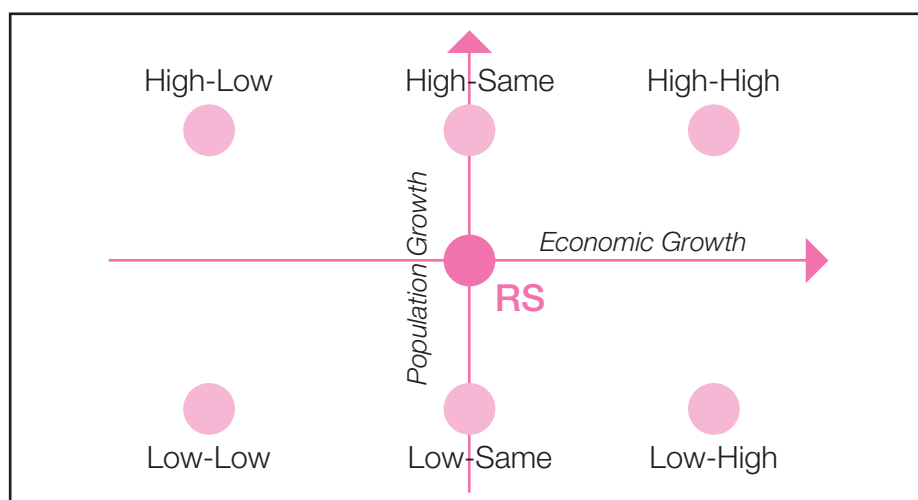 High-Low
High-Same
High-High
Population Growth
Economic Growth
RS
Low-Low
Low-Same
Low-High